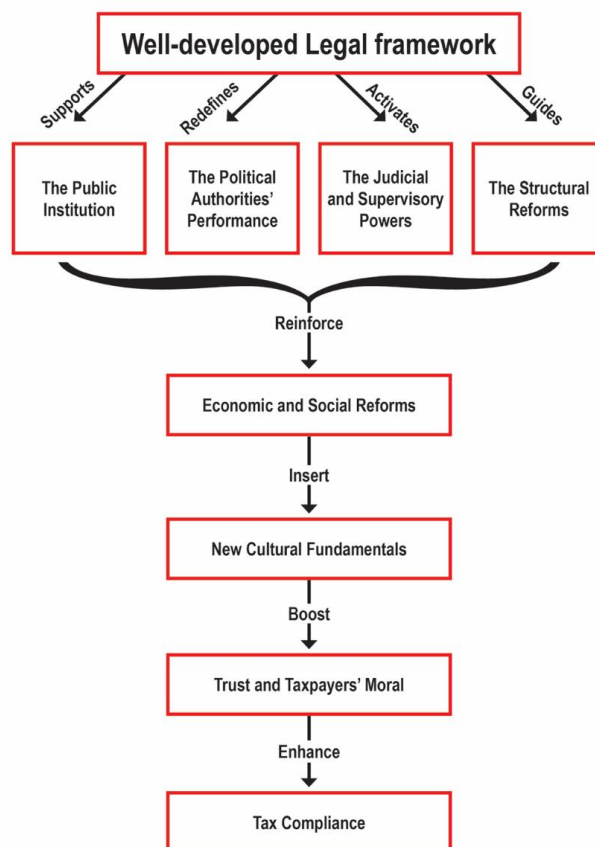 Well-developed Legal framework
Supports
Redefines
Activates
Guides
The Public
Institution
The Political
Authorities'
Performance
The Judicial
and Supervisory
Powers
The Structural
Reforms
Reinforce
Economic and Social Reforms
Insert
New Cultural Fundamentals
Boost
Trust and Taxpayers' Moral
Enhance
Tax Compliance